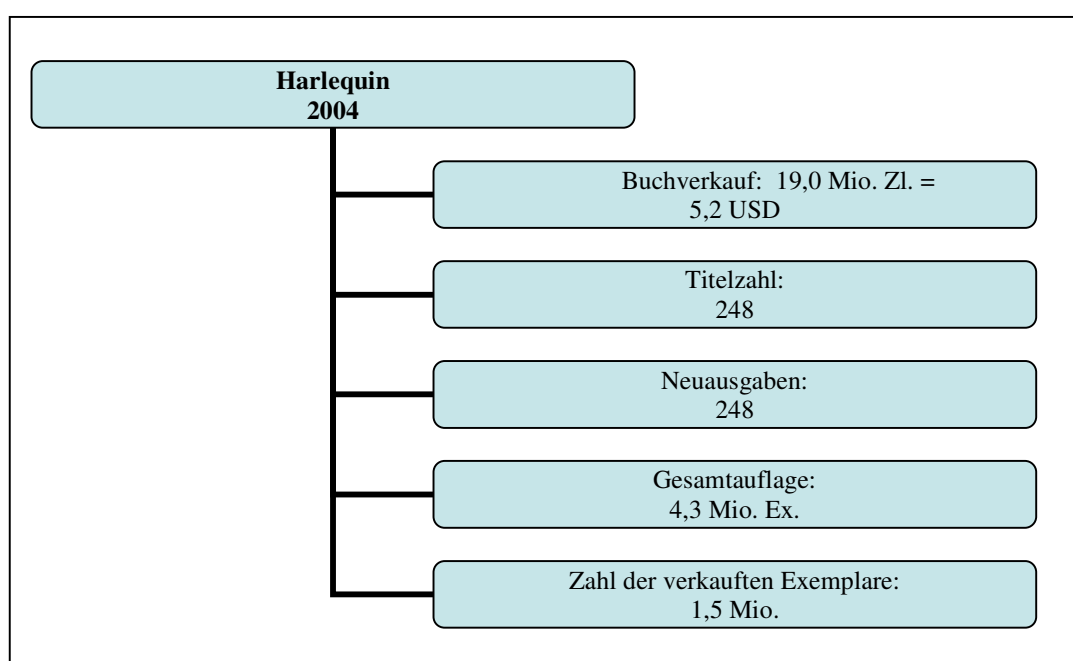 Harlequin
2004
Buchverkauf: 19,0 Mio. Zl. =
5,2 USD
Titelzahl:
248
Neuausgaben:
248
Gesamtauflage:
4,3 Mio. Ex.
Zahl der verkauften Exemplare:
1,5 Mio.